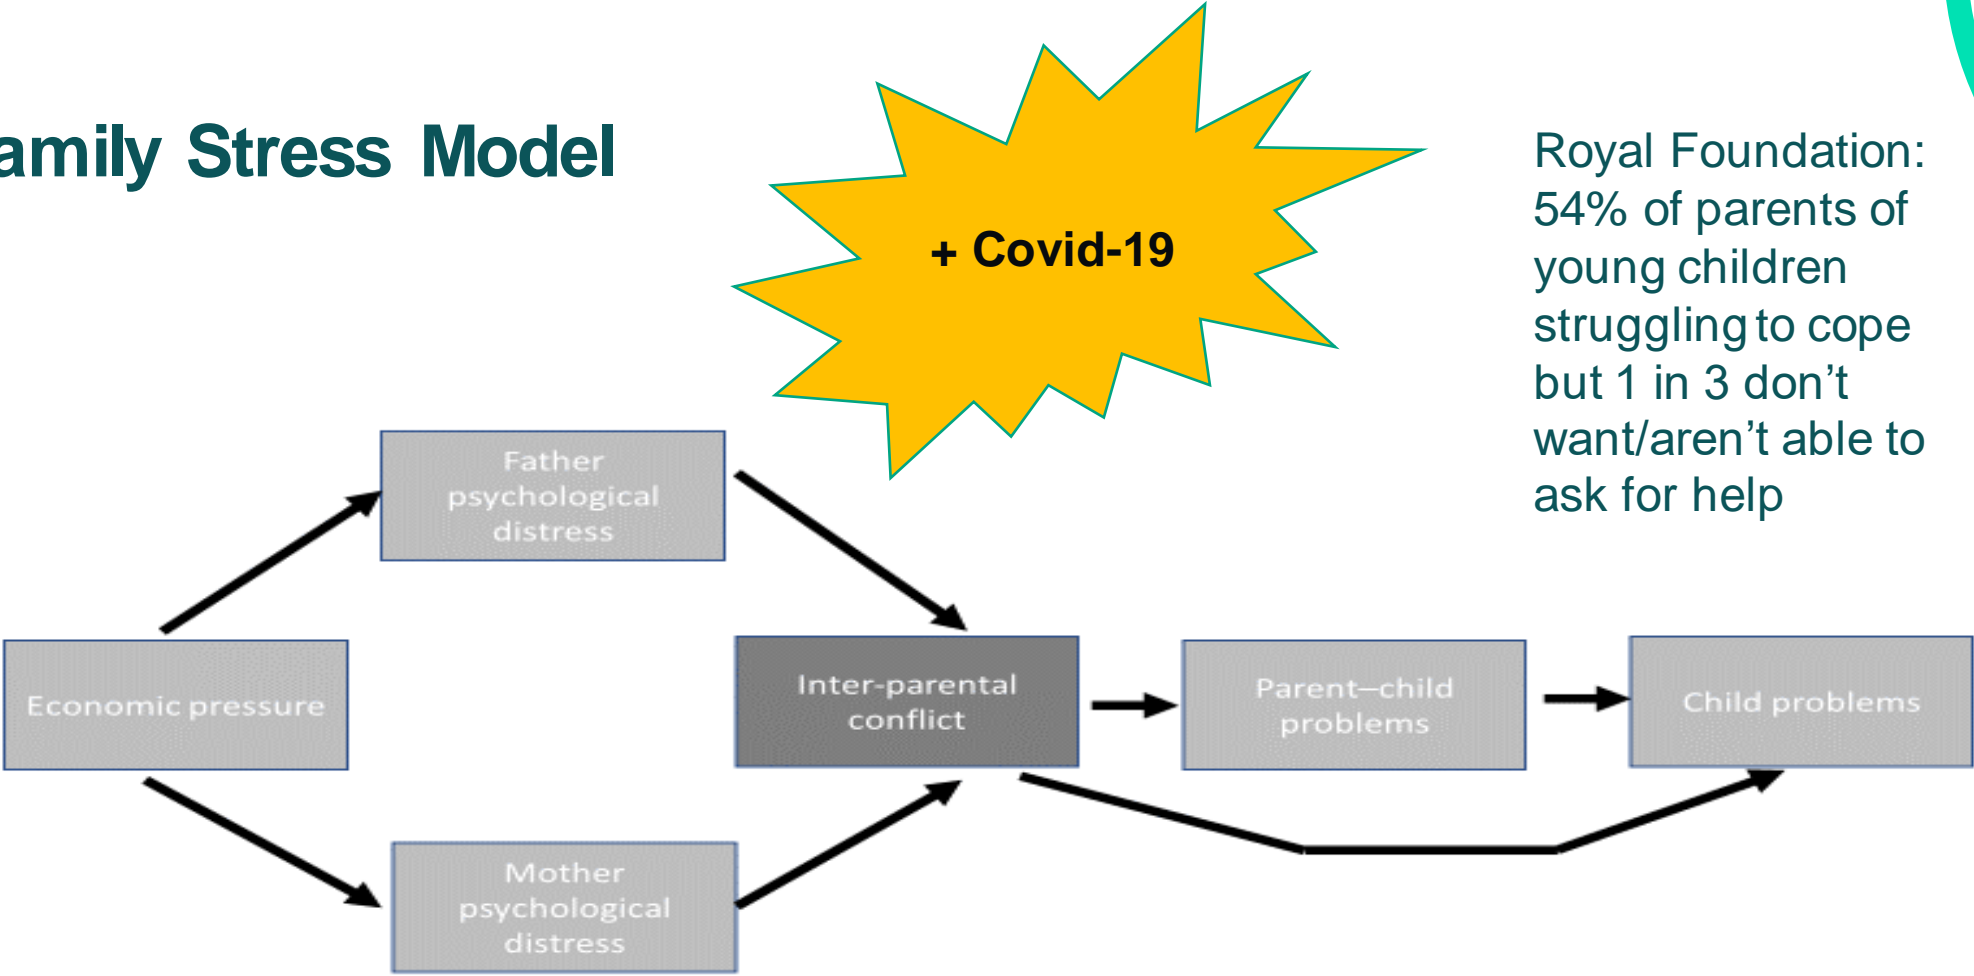 amily Stress Model
+ Covid-19
Royal Foundation:
54% of parents of
young children
struggling to cope
but 1 in 3 don’t
want/aren’t able to
ask for help
Father
psychological
distress
Economic pressure
Inter-parental
conflict
Parent–child
problems
Child problems
Mother
psychological
distress